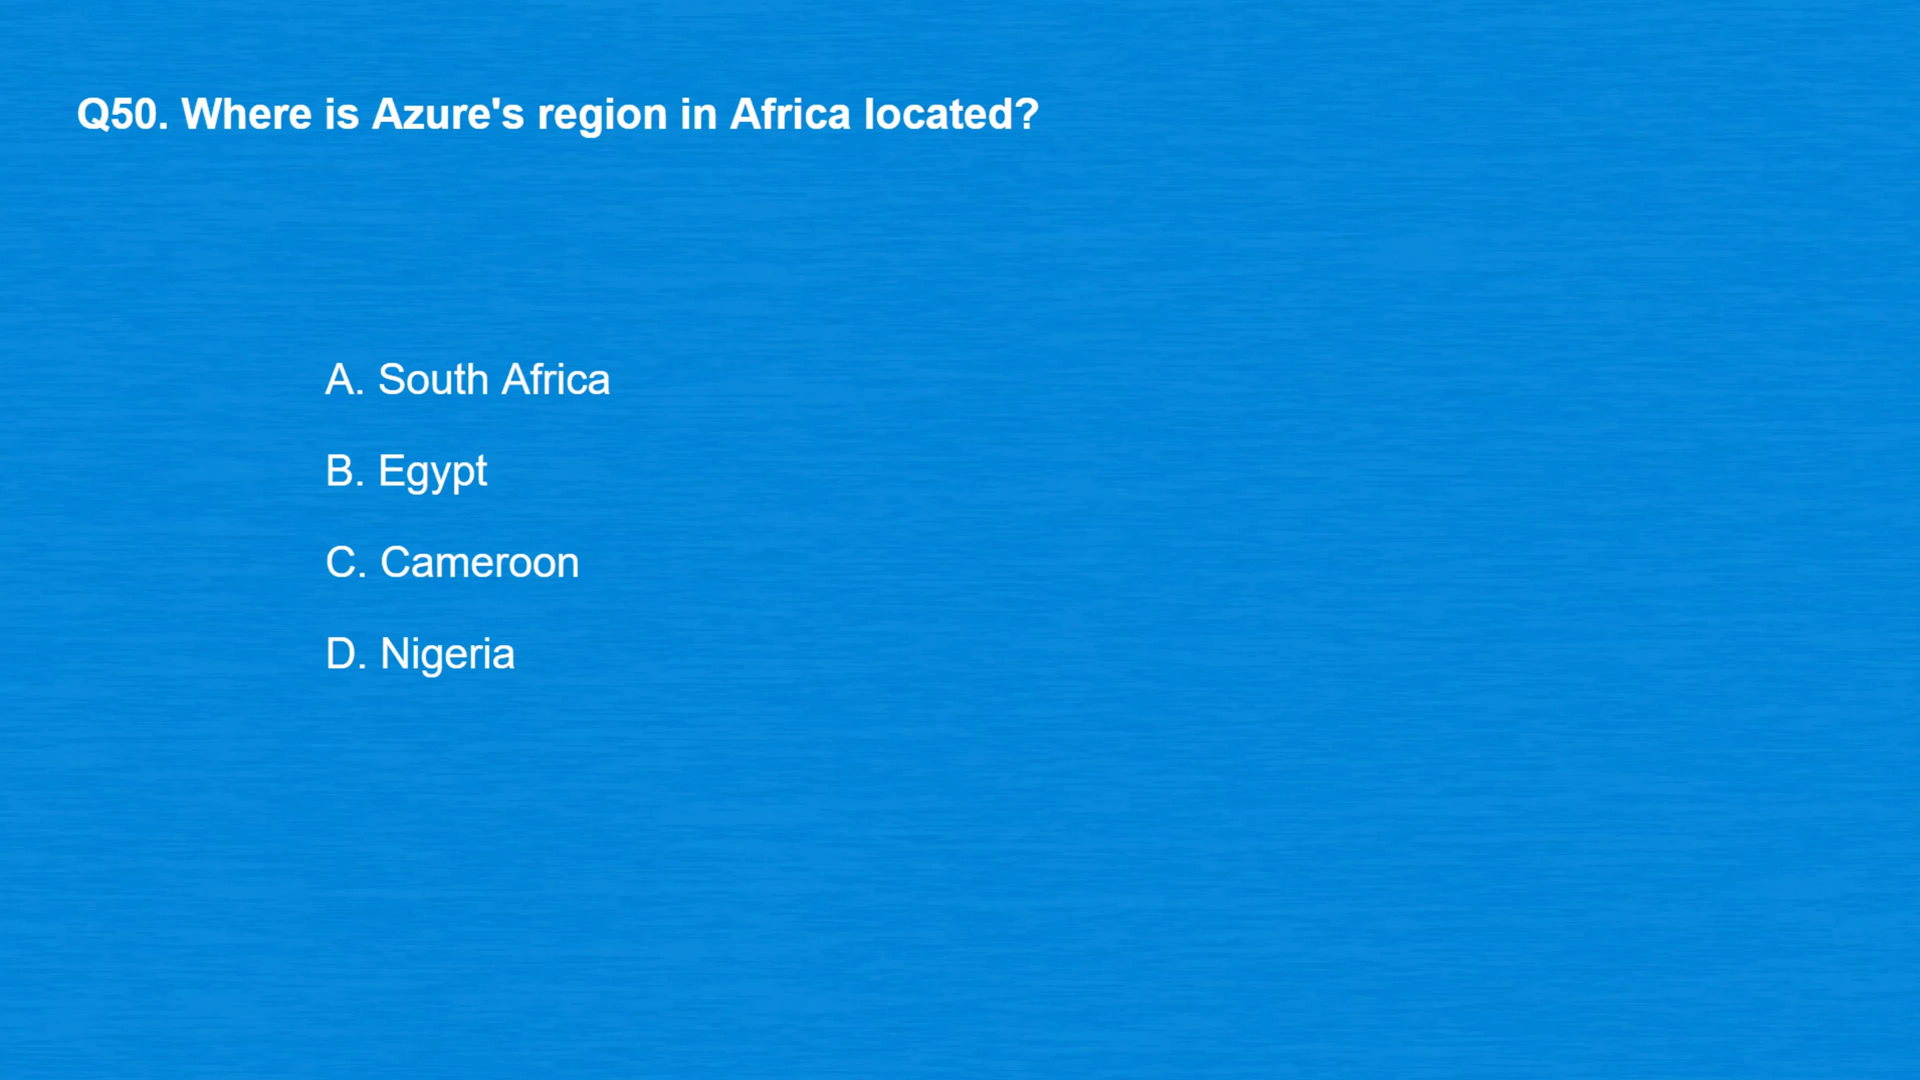 Q50. Where is Azure's region in Africa located?
A. South Africa
B. Egypt
C. Cameroon
D. Nigeria